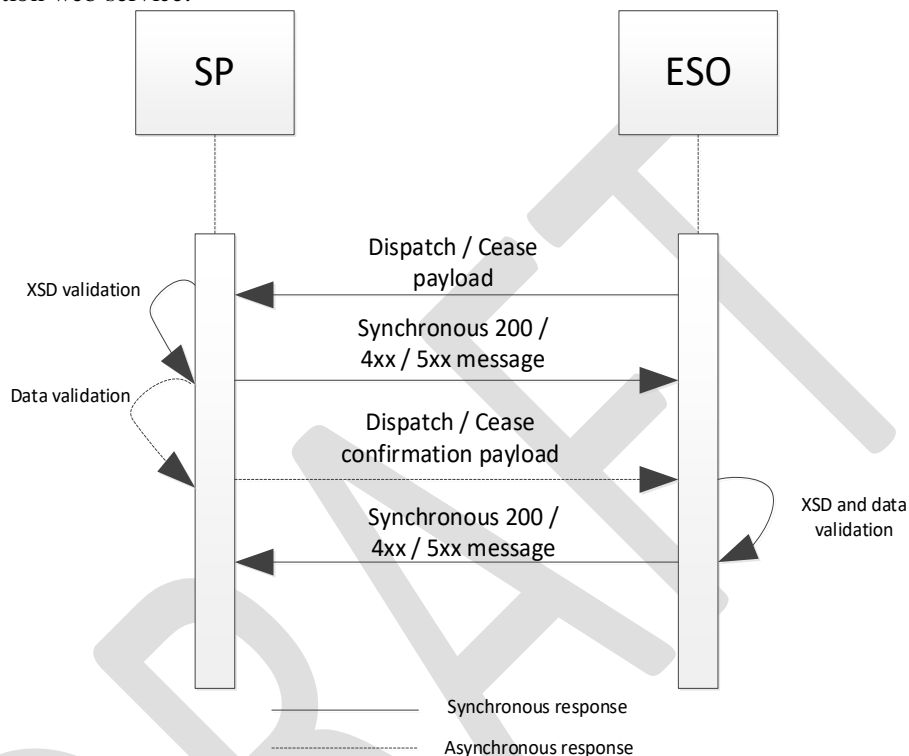 tion web service.
SP
ESO
Dispatch / Cease
payload
XSD validation
Synchronous 200 /
4xx / 5xx message
Data validation
Dispatch / Cease
confirmation payload
XSD and data
validation
Synchronous 200 /
4xx / 5xx message
Synchronous response
Asynchronous response
DRAFT